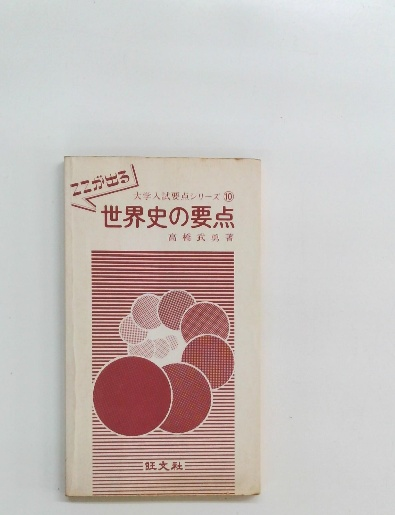 ここが出る
大学入試要点シリーズ ⑩
世界史の要点
高橋武勇著
旺文社